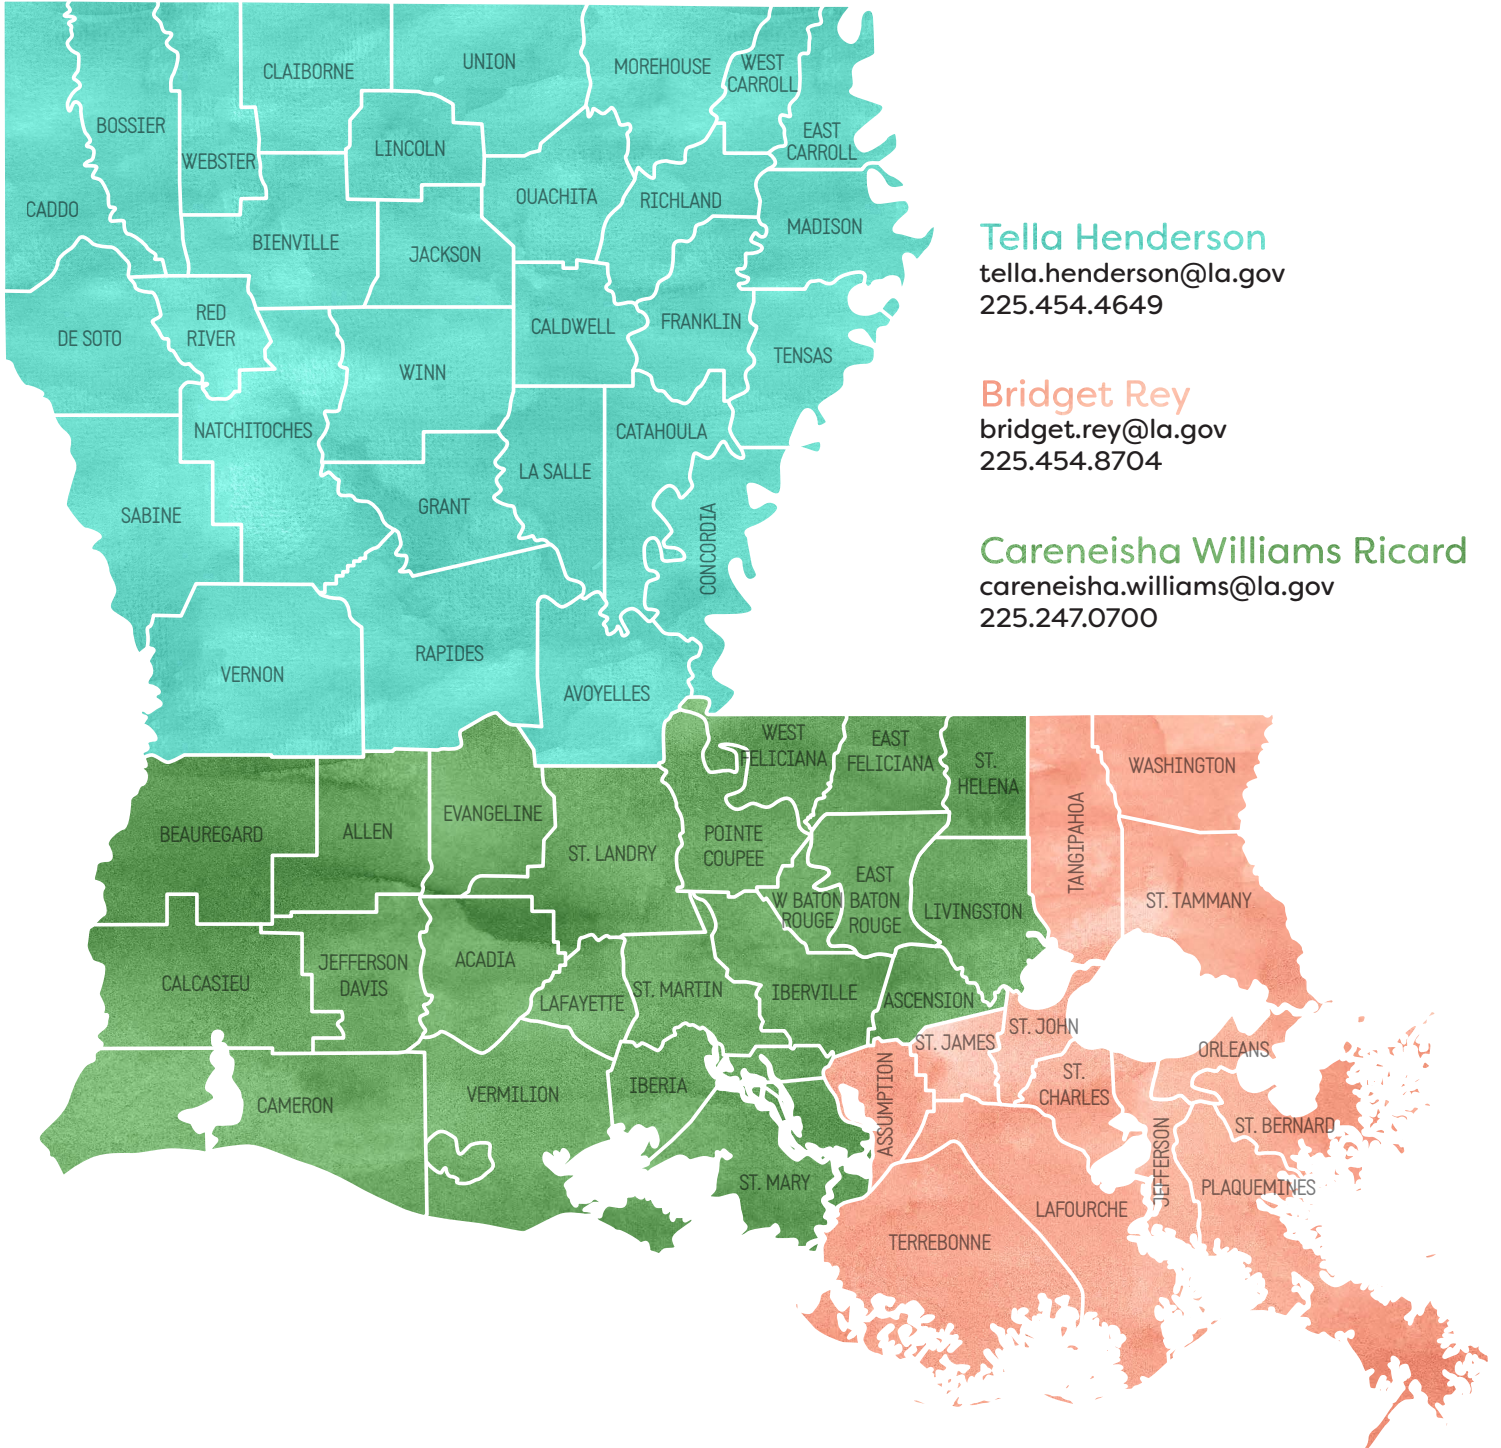 CLAIBORNE
UNION
MOREHOUSE
WEST
CARROLL
BOSSIER
WEBSTER
LINCOLN
EAST
CARROLL
CADDO
OUACHITA
RICHLAND
MADISON
BIENVILLE
JACKSON
RED
RIVER
DE SOTO
CALDWELL
FRANKLIN
TENSAS
WINN
NATCHITOCHES
CATAHOULA
LA SALLE
SABINE
GRANT
CONCORDIA
VERNON
RAPIDES
AVOYELLES
Tella Henderson
tella.henderson@la.gov
225.454.4649
Bridget Rey
bridget.rey@la.gov
225.454.8704
Careneisha Williams Ricard
careneisha.williams@la.gov
225.247.0700
WEST
FELICIANA
EAST
FELICIANA
ST.
HELENA
TANGIPAHOA
WASHINGTON
BEAUREGARD
ALLEN
EVANGELINE
ST. LANDRY
POINTE
COUPEE
W BATON
ROUGE
EAST
BATON
ROUGE
LIVINGSTON
ST. TAMMANY
CALCASIEU
JEFFERSON
DAVIS
ACADIA
LAFAYETTE
ST. MARTIN
IBERVILLE
ASCENSION
ST. JAMES
ST. JOHN
ORLEANS
CAMERON
VERMILION
IBERIA
ASSUMPTION
ST.
CHARLES
JEFFERSON
ST. BERNARD
ST. MARY
LAFOURCHE
PLAQUEMINES
TERREBONNE